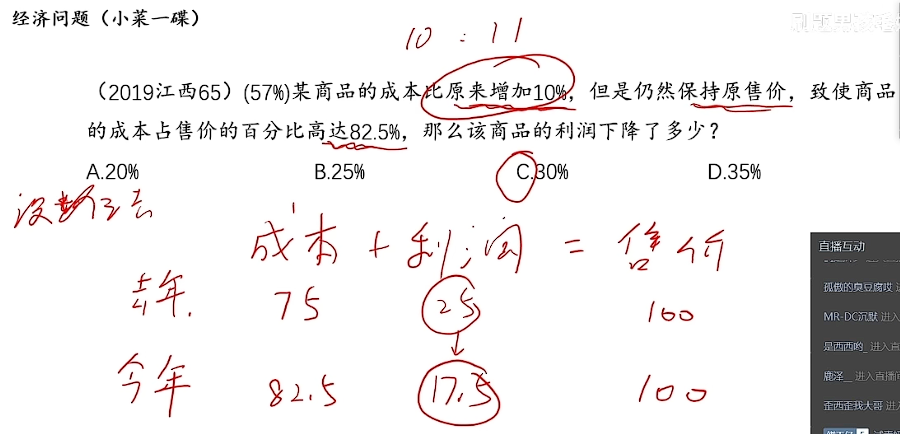 经济问题（小菜一碟）
10 : 11
（2019江西65）(57%)某商品的成本比原来增加10%，但是仍然保持原售价，致使商品
的成本占售价的百分比高达82.5%，那么该商品的利润下降了多少？
A.20% B.25% C.30% D.35%
成本 + 利润 = 售价
去年. 75 25 100
今年 82.5 17.5 100
直播互动
孤傲的臭豆腐哎
MR-DC沉默 进入
是西西哟_ 进入直
鹿泽__ 进入直播间
歪西歪我大哥 进入